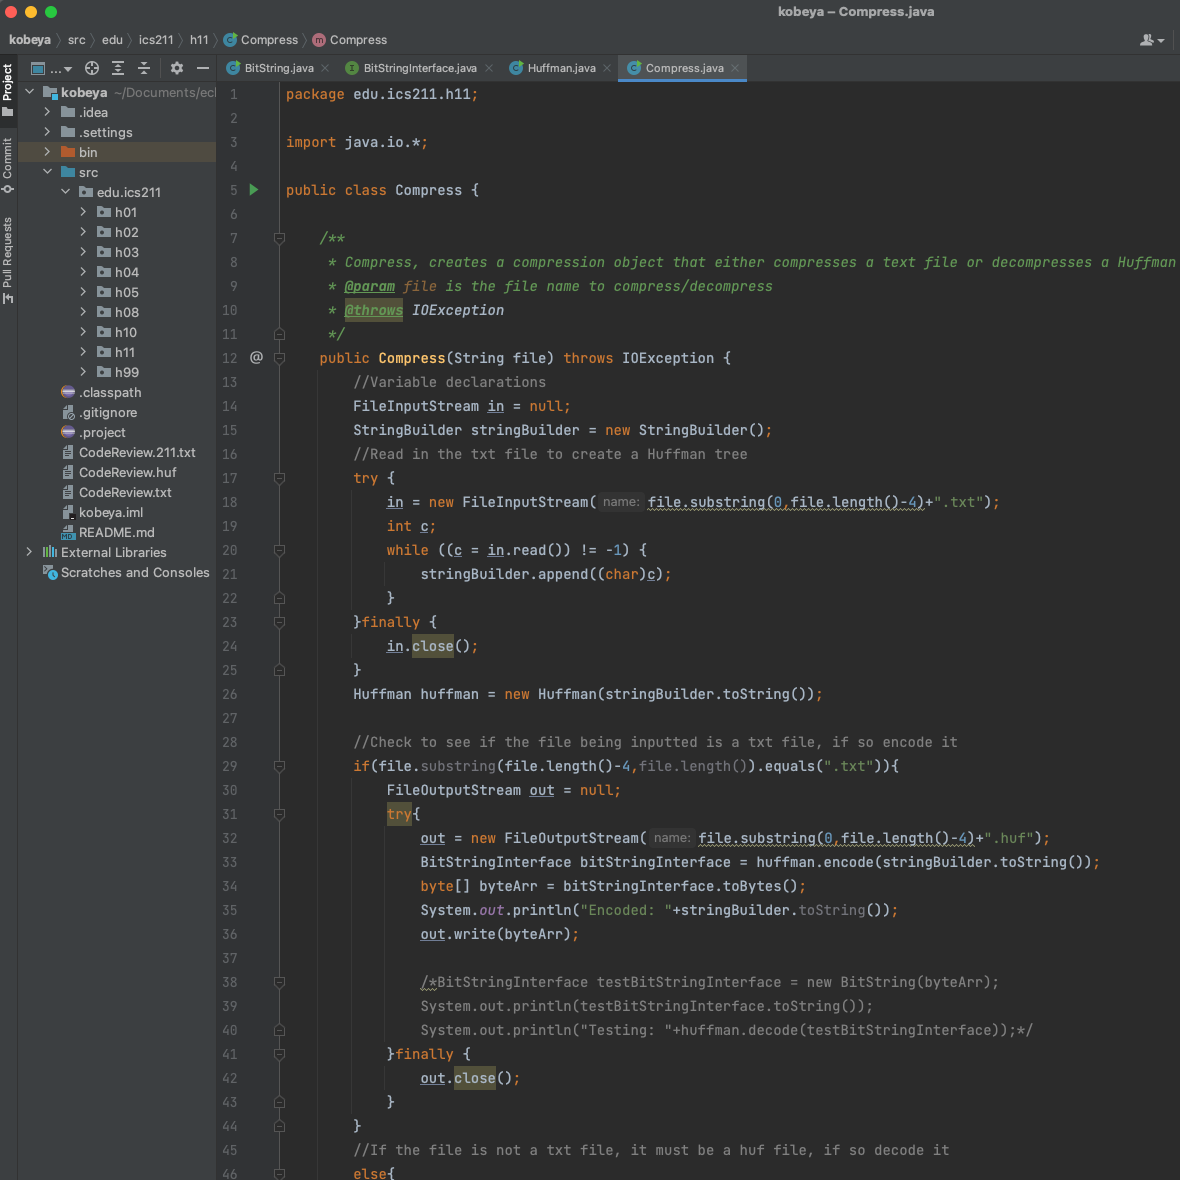 kobeya – Compress.java
kobeya src edu ics211 h11 Compress Compress
... BitString.java BitStringInterface.java Huffman.java Compress.java
Project
Commit
Pull Requests
kobeya ~/Documents/ecl
.idea
.settings
bin
src
edu.ics211
h01
h02
h03
h04
h05
h08
h10
h11
h99
.classpath
.gitignore
.project
CodeReview.211.txt
CodeReview.huf
CodeReview.txt
kobeya.iml
README.md
External Libraries
Scratches and Consoles
1 package edu.ics211.h11;
2
3 import java.io.*;
4
5 public class Compress {
6
7 /**
8 * Compress, creates a compression object that either compresses a text file or decompresses a Huffman
9 * @param file is the file name to compress/decompress
10 * @throws IOException
11 */
12 @ public Compress(String file) throws IOException {
13 //Variable declarations
14 FileInputStream in = null;
15 StringBuilder stringBuilder = new StringBuilder();
16 //Read in the txt file to create a Huffman tree
17 try {
18 in = new FileInputStream( name: file.substring(0,file.length()-4)+".txt");
19 int c;
20 while ((c = in.read()) != -1) {
21 stringBuilder.append((char)c);
22 }
23 }finally {
24 in.close();
25 }
26 Huffman huffman = new Huffman(stringBuilder.toString());
27
28 //Check to see if the file being inputted is a txt file, if so encode it
29 if(file.substring(file.length()-4,file.length()).equals(".txt")){
30 FileOutputStream out = null;
31 try{
32 out = new FileOutputStream( name: file.substring(0,file.length()-4)+".huf");
33 BitStringInterface bitStringInterface = huffman.encode(stringBuilder.toString());
34 byte[] byteArr = bitStringInterface.toBytes();
35 System.out.println("Encoded: "+stringBuilder.toString());
36 out.write(byteArr);
37
38 /*BitStringInterface testBitStringInterface = new BitString(byteArr);
39 System.out.println(testBitStringInterface.toString());
40 System.out.println("Testing: "+huffman.decode(testBitStringInterface));*/
41 }finally {
42 out.close();
43 }
44 }
45 //If the file is not a txt file, it must be a huf file, if so decode it
46 else{